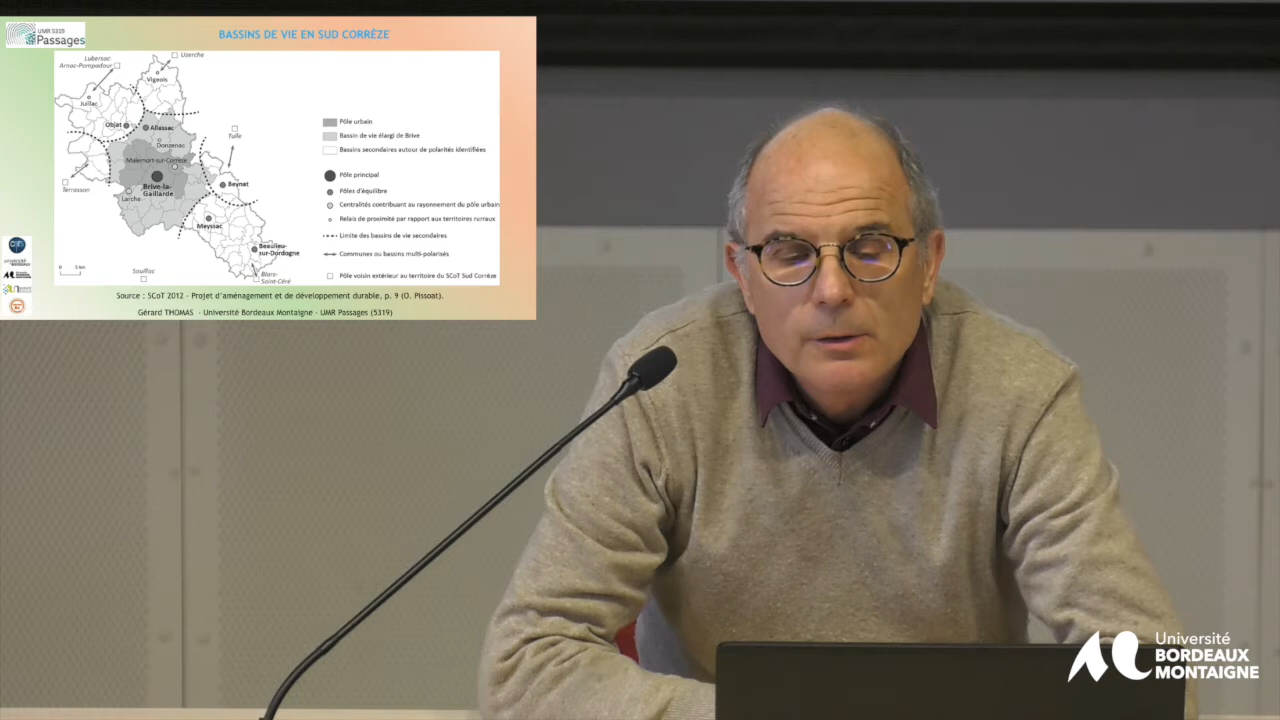 UMR 5319
Passages
BASSINS DE VIE EN SUD CORRÈZE
Uzerche
Lubersac
Arnac-Pompadour
Vigeois
Juillac
Objat
Allassac
Donzenac
Tulle
Malemort-sur-Corrèze
Terrasson
Brive-la-
Gaillarde
Beynat
Larche
Meyssac
Beaulieu-
sur-Dordogne
Souillac
Biars-
Saint-Céré
0 5 km
Pôle urbain
Bassin de vie élargi de Brive
Bassins secondaires autour de polarités identifiées
Pôle principal
Pôles d'équilibre
Centralités contribuant au rayonnement du pôle urbain
Relais de proximité par rapport aux territoires rurraux
Limite des bassins de vie secondaires
Communes ou bassins multi-polarisés
Pôle voisin extérieur au territoire du SCoT Sud Corrèze
Source : SCoT 2012 - Projet d'aménagement et de développement durable, p. 9 (O. Pissoat).
Gérard THOMAS - Université Bordeaux Montaigne - UMR Passages (5319)
Université
BORDEAUX
MONTAIGNE